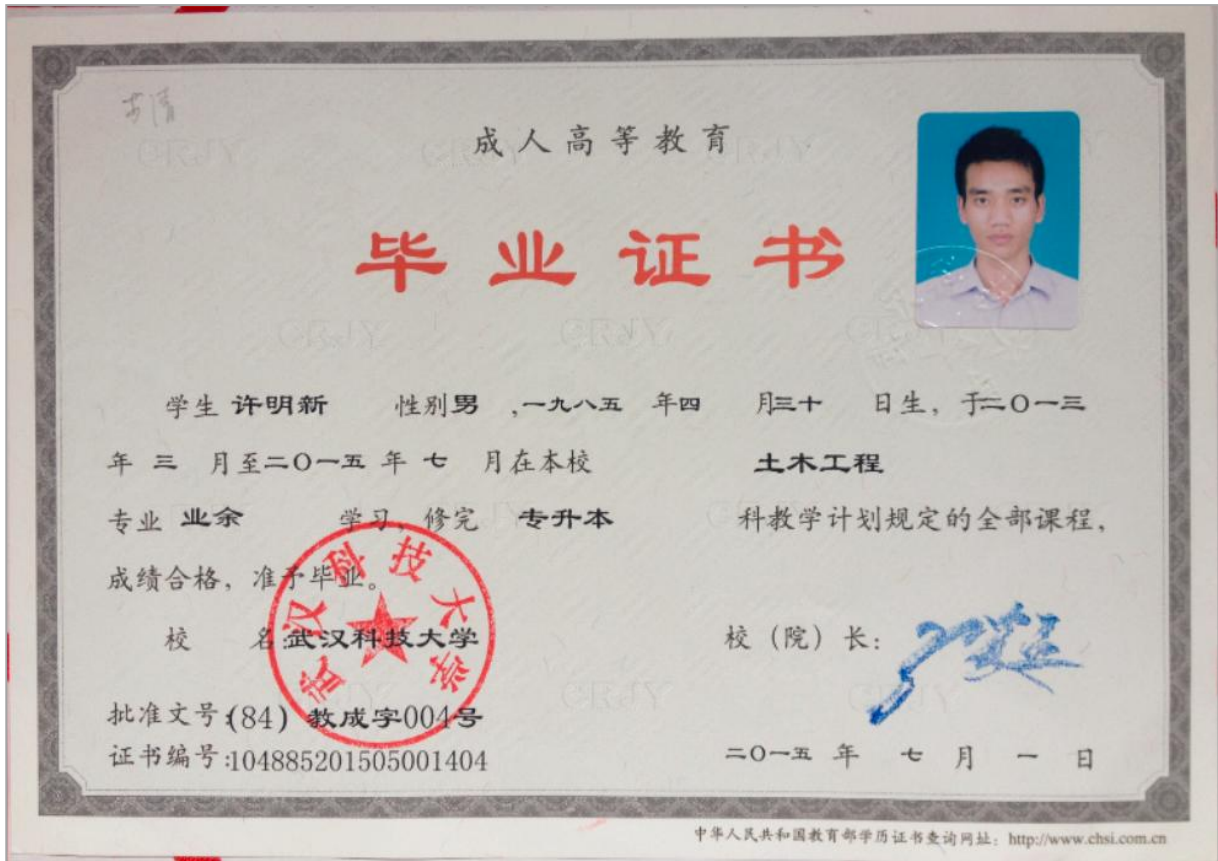 成人高等教育
毕业证书
学生 许明新 性别男 ,一九八五 年四 月三十 日生，于二〇一三
年 三 月至二〇一五 年 七 月在本校 土木工程
专业 业余 学习，修完 专升本 科教学计划规定的全部课程，
成绩合格，准予毕业。
武汉科技大学
校 名:武汉科技大学 校（院）长：
批准文号:(84) 教成字004号
证书编号:104885201505001404 二〇一五 年 七 月 一 日
中华人民共和国教育部学历证书查询网址：http://www.chsi.com.cn